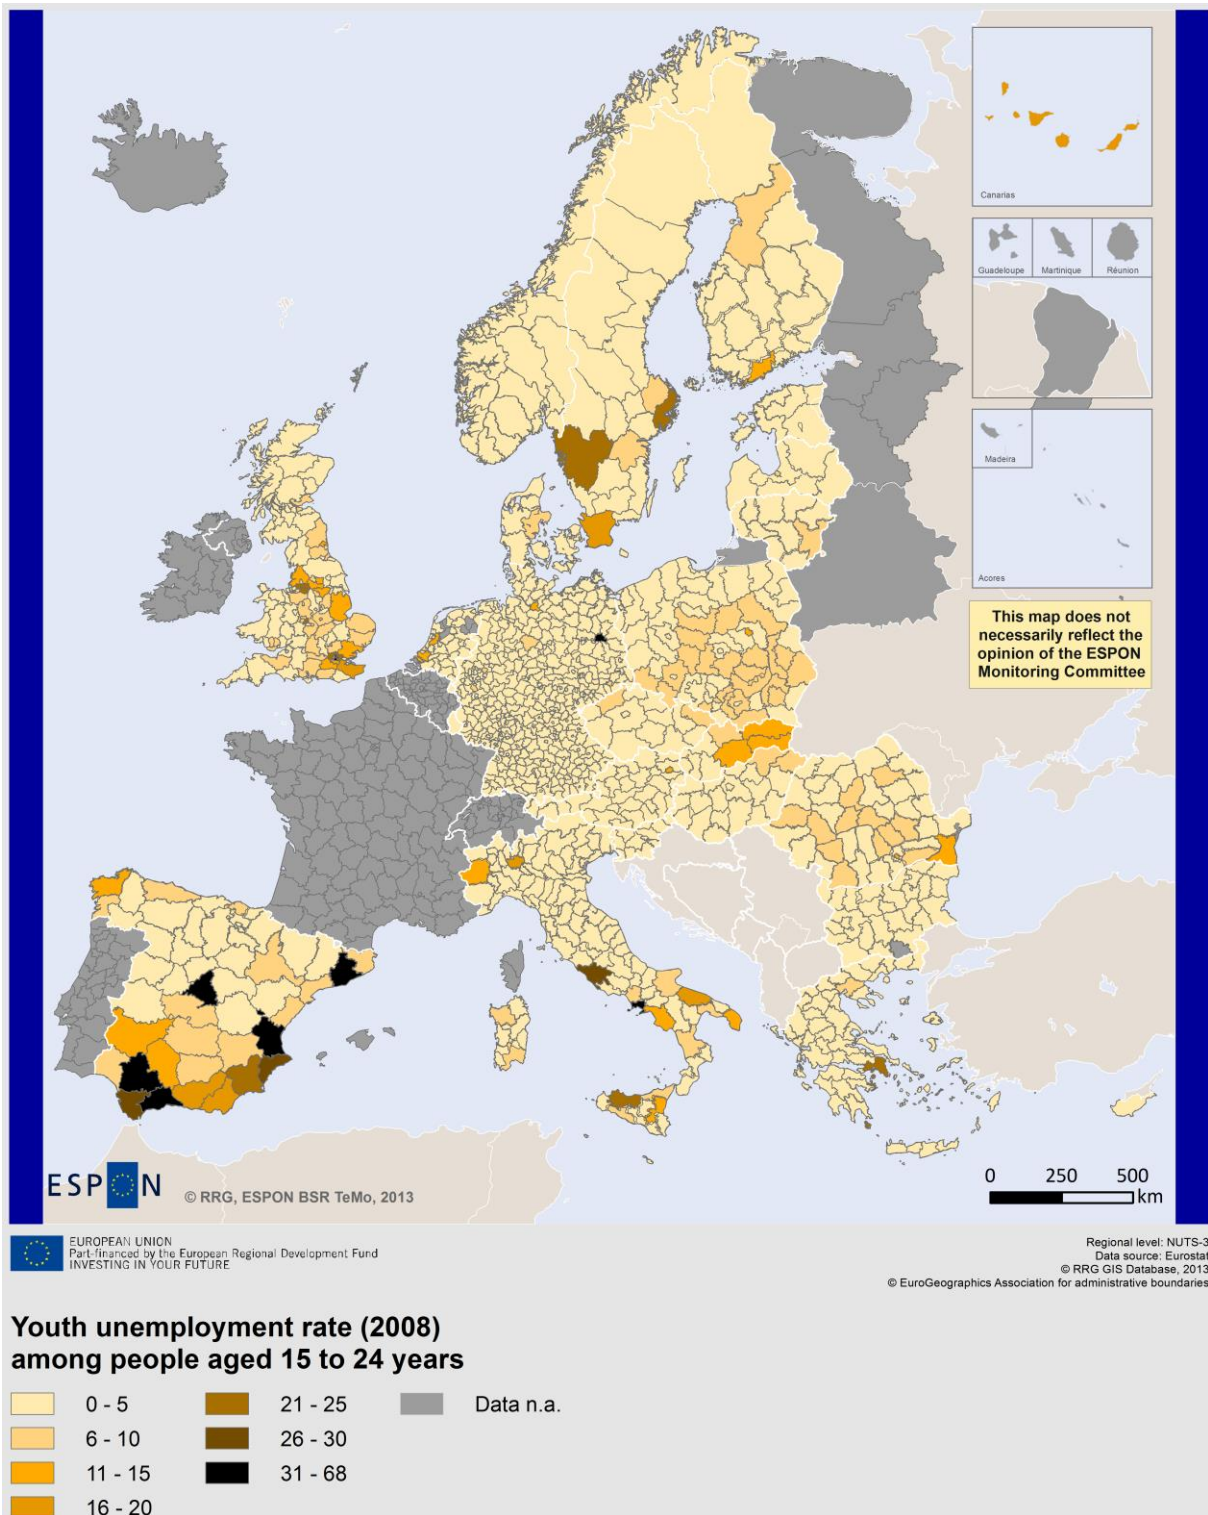 Canarias
Guadeloupe
Martinique
Réunion
Madeira
Acores
This map does not
necessarily reflect the
opinion of the ESPON
Monitoring Committee
0 250 500
km
ESPON
© RRG, ESPON BSR TeMo, 2013
EUROPEAN UNION
Part-financed by the European Regional Development Fund
INVESTING IN YOUR FUTURE
Regional level: NUTS-3
Data source: Eurostat
© RRG GIS Database, 2013
© EuroGeographics Association for administrative boundaries
Youth unemployment rate (2008)
among people aged 15 to 24 years
0 - 5
6 - 10
11 - 15
16 - 20
21 - 25
26 - 30
31 - 68
Data n.a.